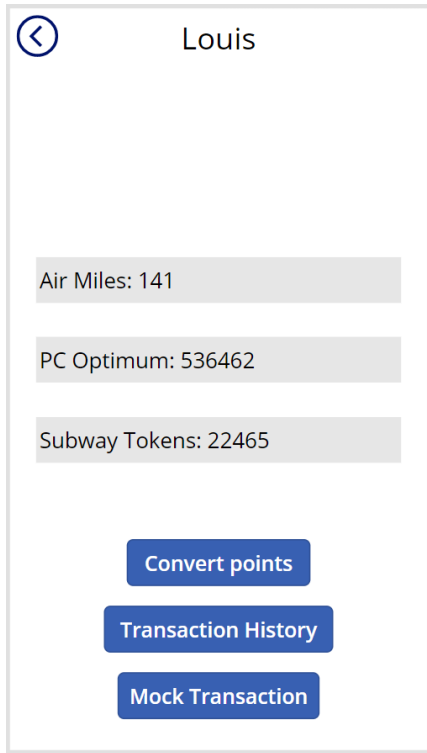 Louis
Air Miles: 141
PC Optimum: 536462
Subway Tokens: 22465
Convert points
Transaction History
Mock Transaction